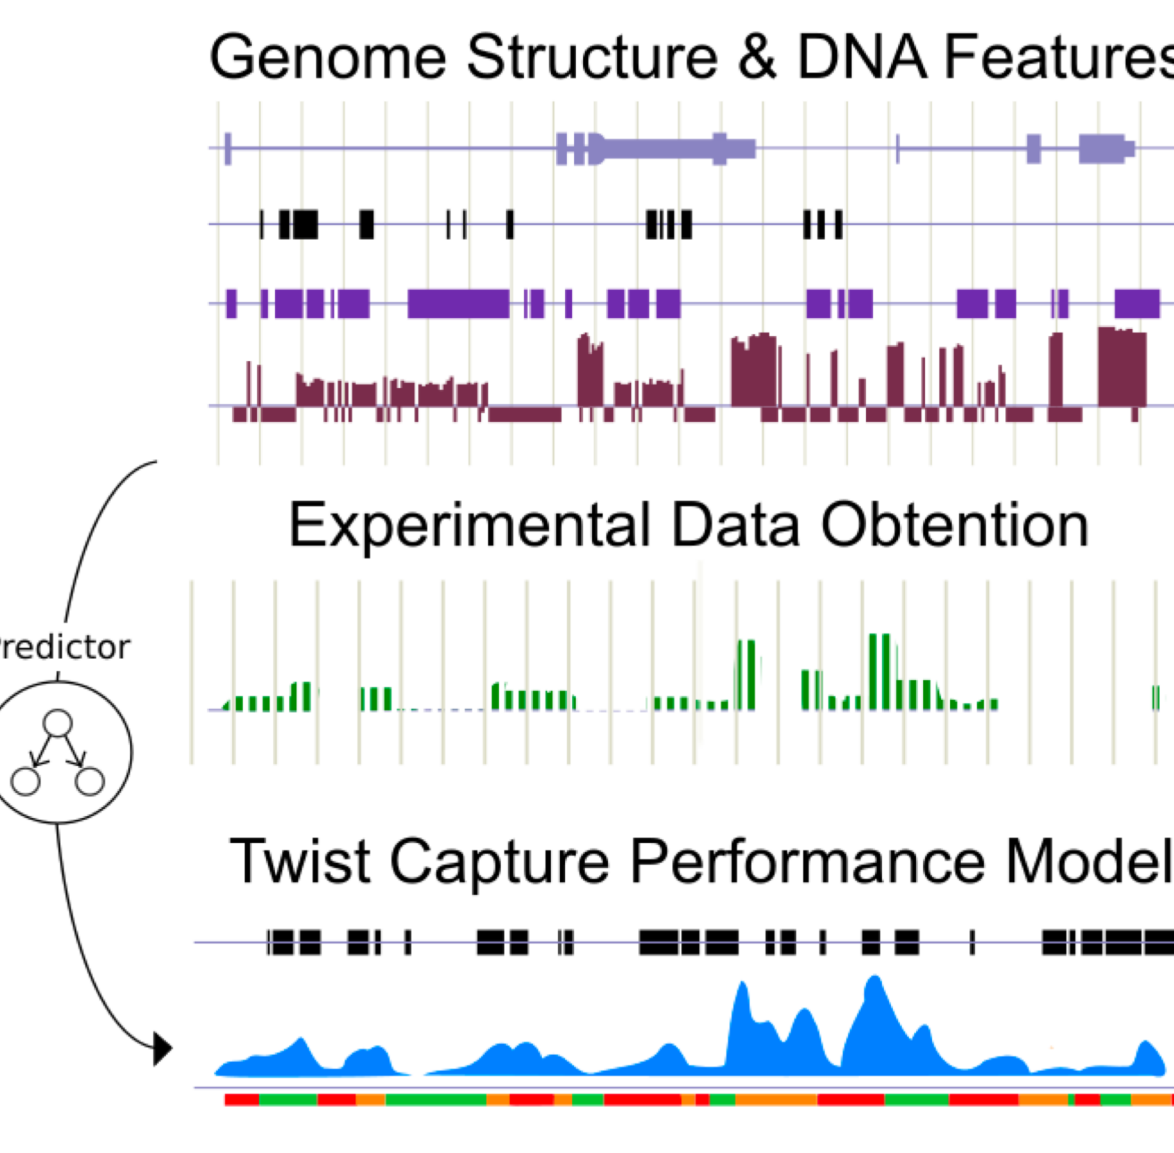 Genome Structure & DNA Features
Experimental Data Obtention
redictor
Twist Capture Performance Model